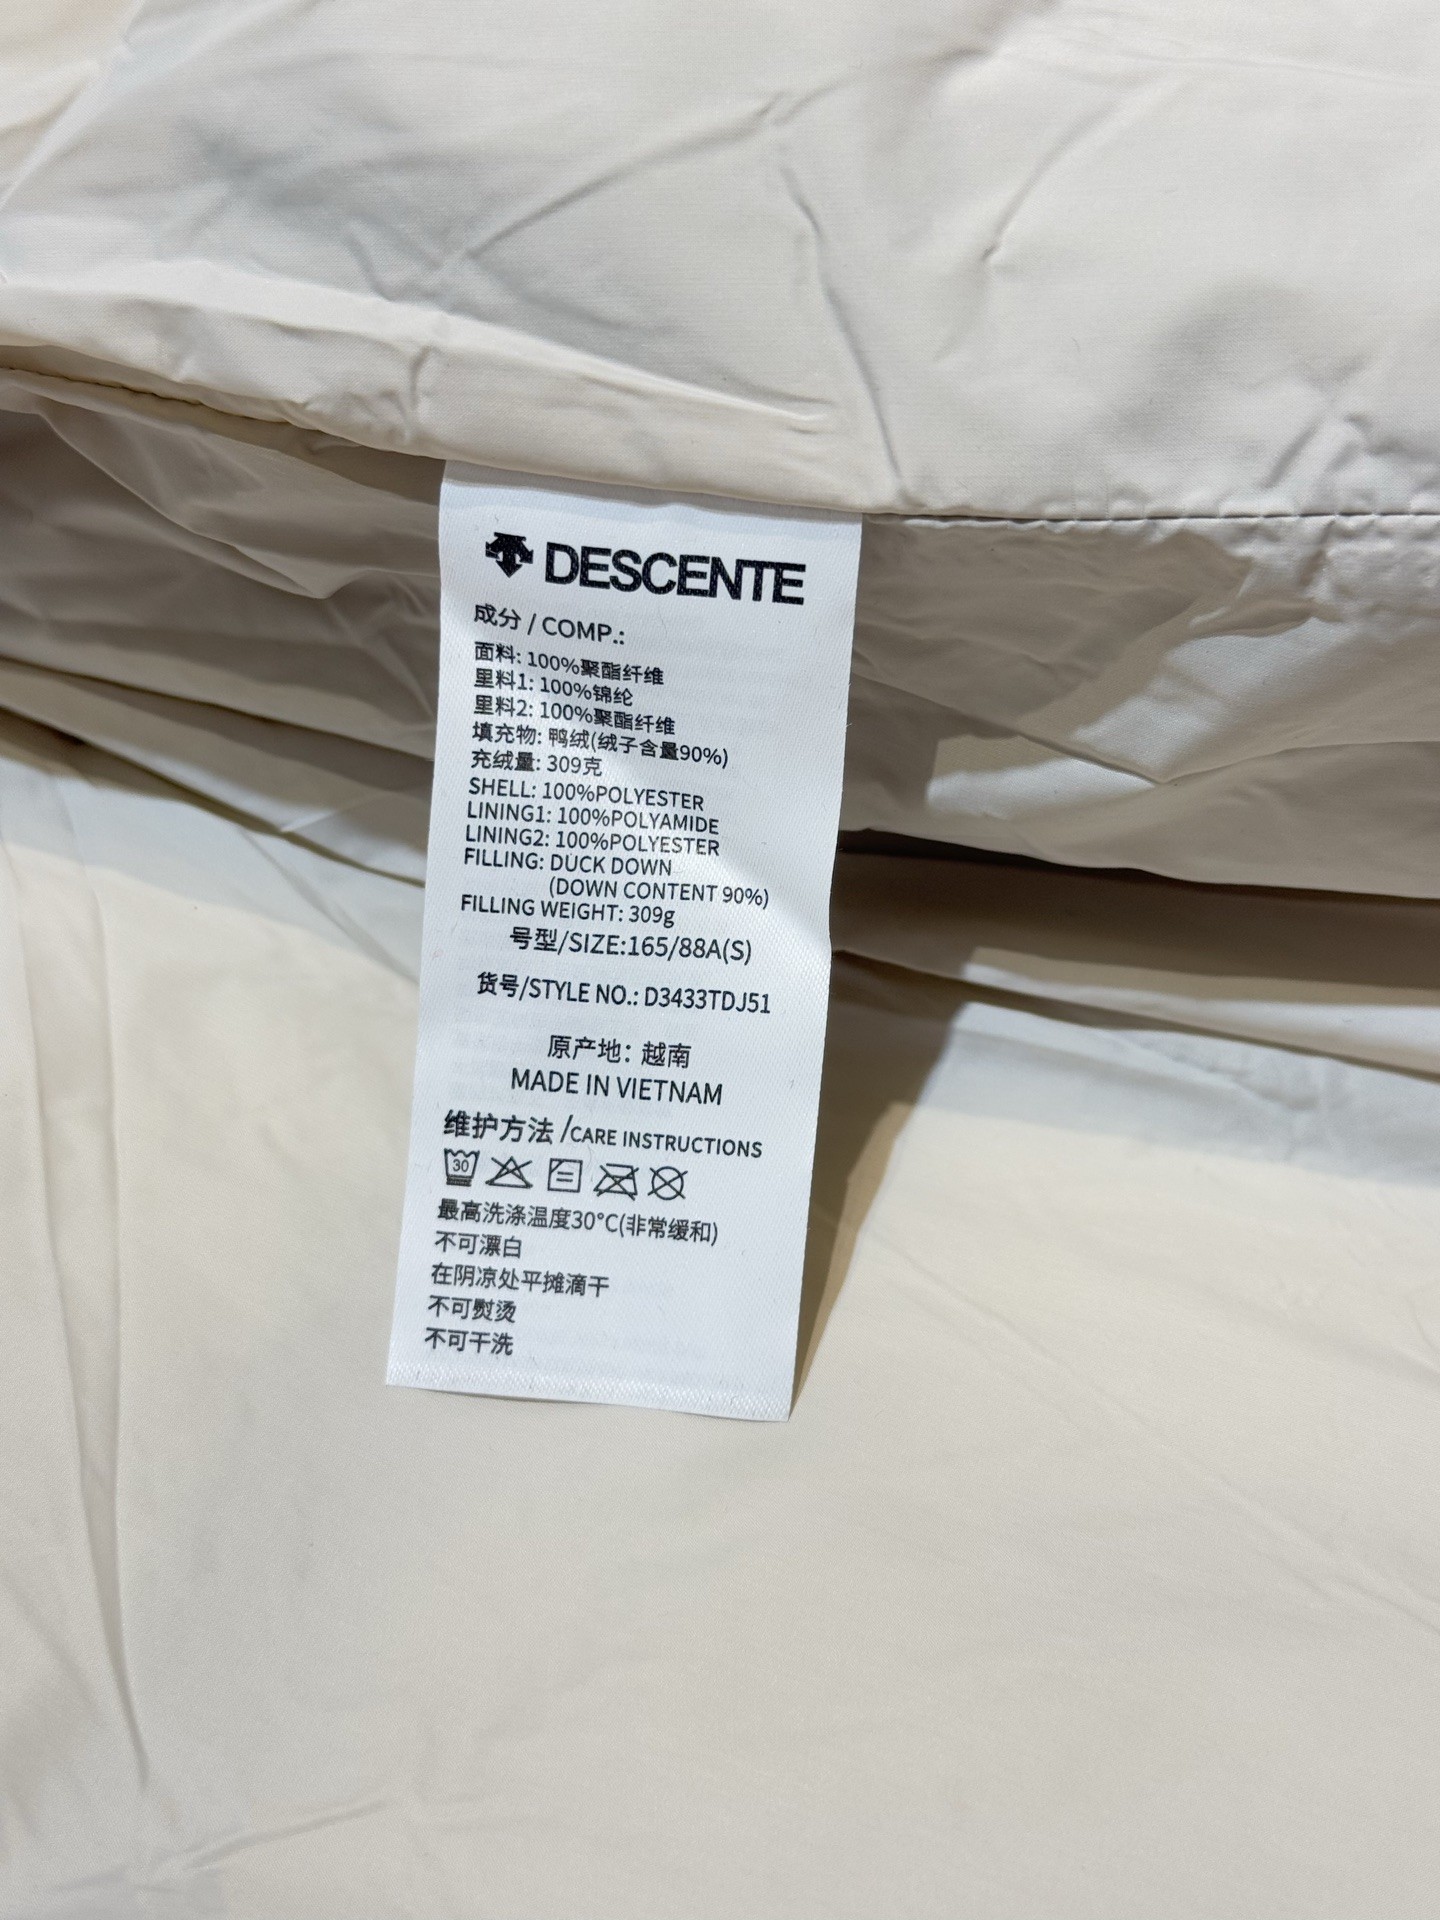 DESCENTE
成分 / COMP.:
面料: 100%聚酯纤维
里料1: 100%锦纶
里料2: 100%聚酯纤维
填充物: 鸭绒(绒子含量90%)
充绒量: 309克
SHELL: 100%POLYESTER
LINING1: 100%POLYAMIDE
LINING2: 100%POLYESTER
FILLING: DUCK DOWN
(DOWN CONTENT 90%)
FILLING WEIGHT: 309g
号型/SIZE:165/88A(S)
货号/STYLE NO.: D3433TDJ51
原产地: 越南
MADE IN VIETNAM
维护方法 /CARE INSTRUCTIONS
30
最高洗涤温度30°C(非常缓和)
不可漂白
在阴凉处平摊滴干
不可熨烫
不可干洗